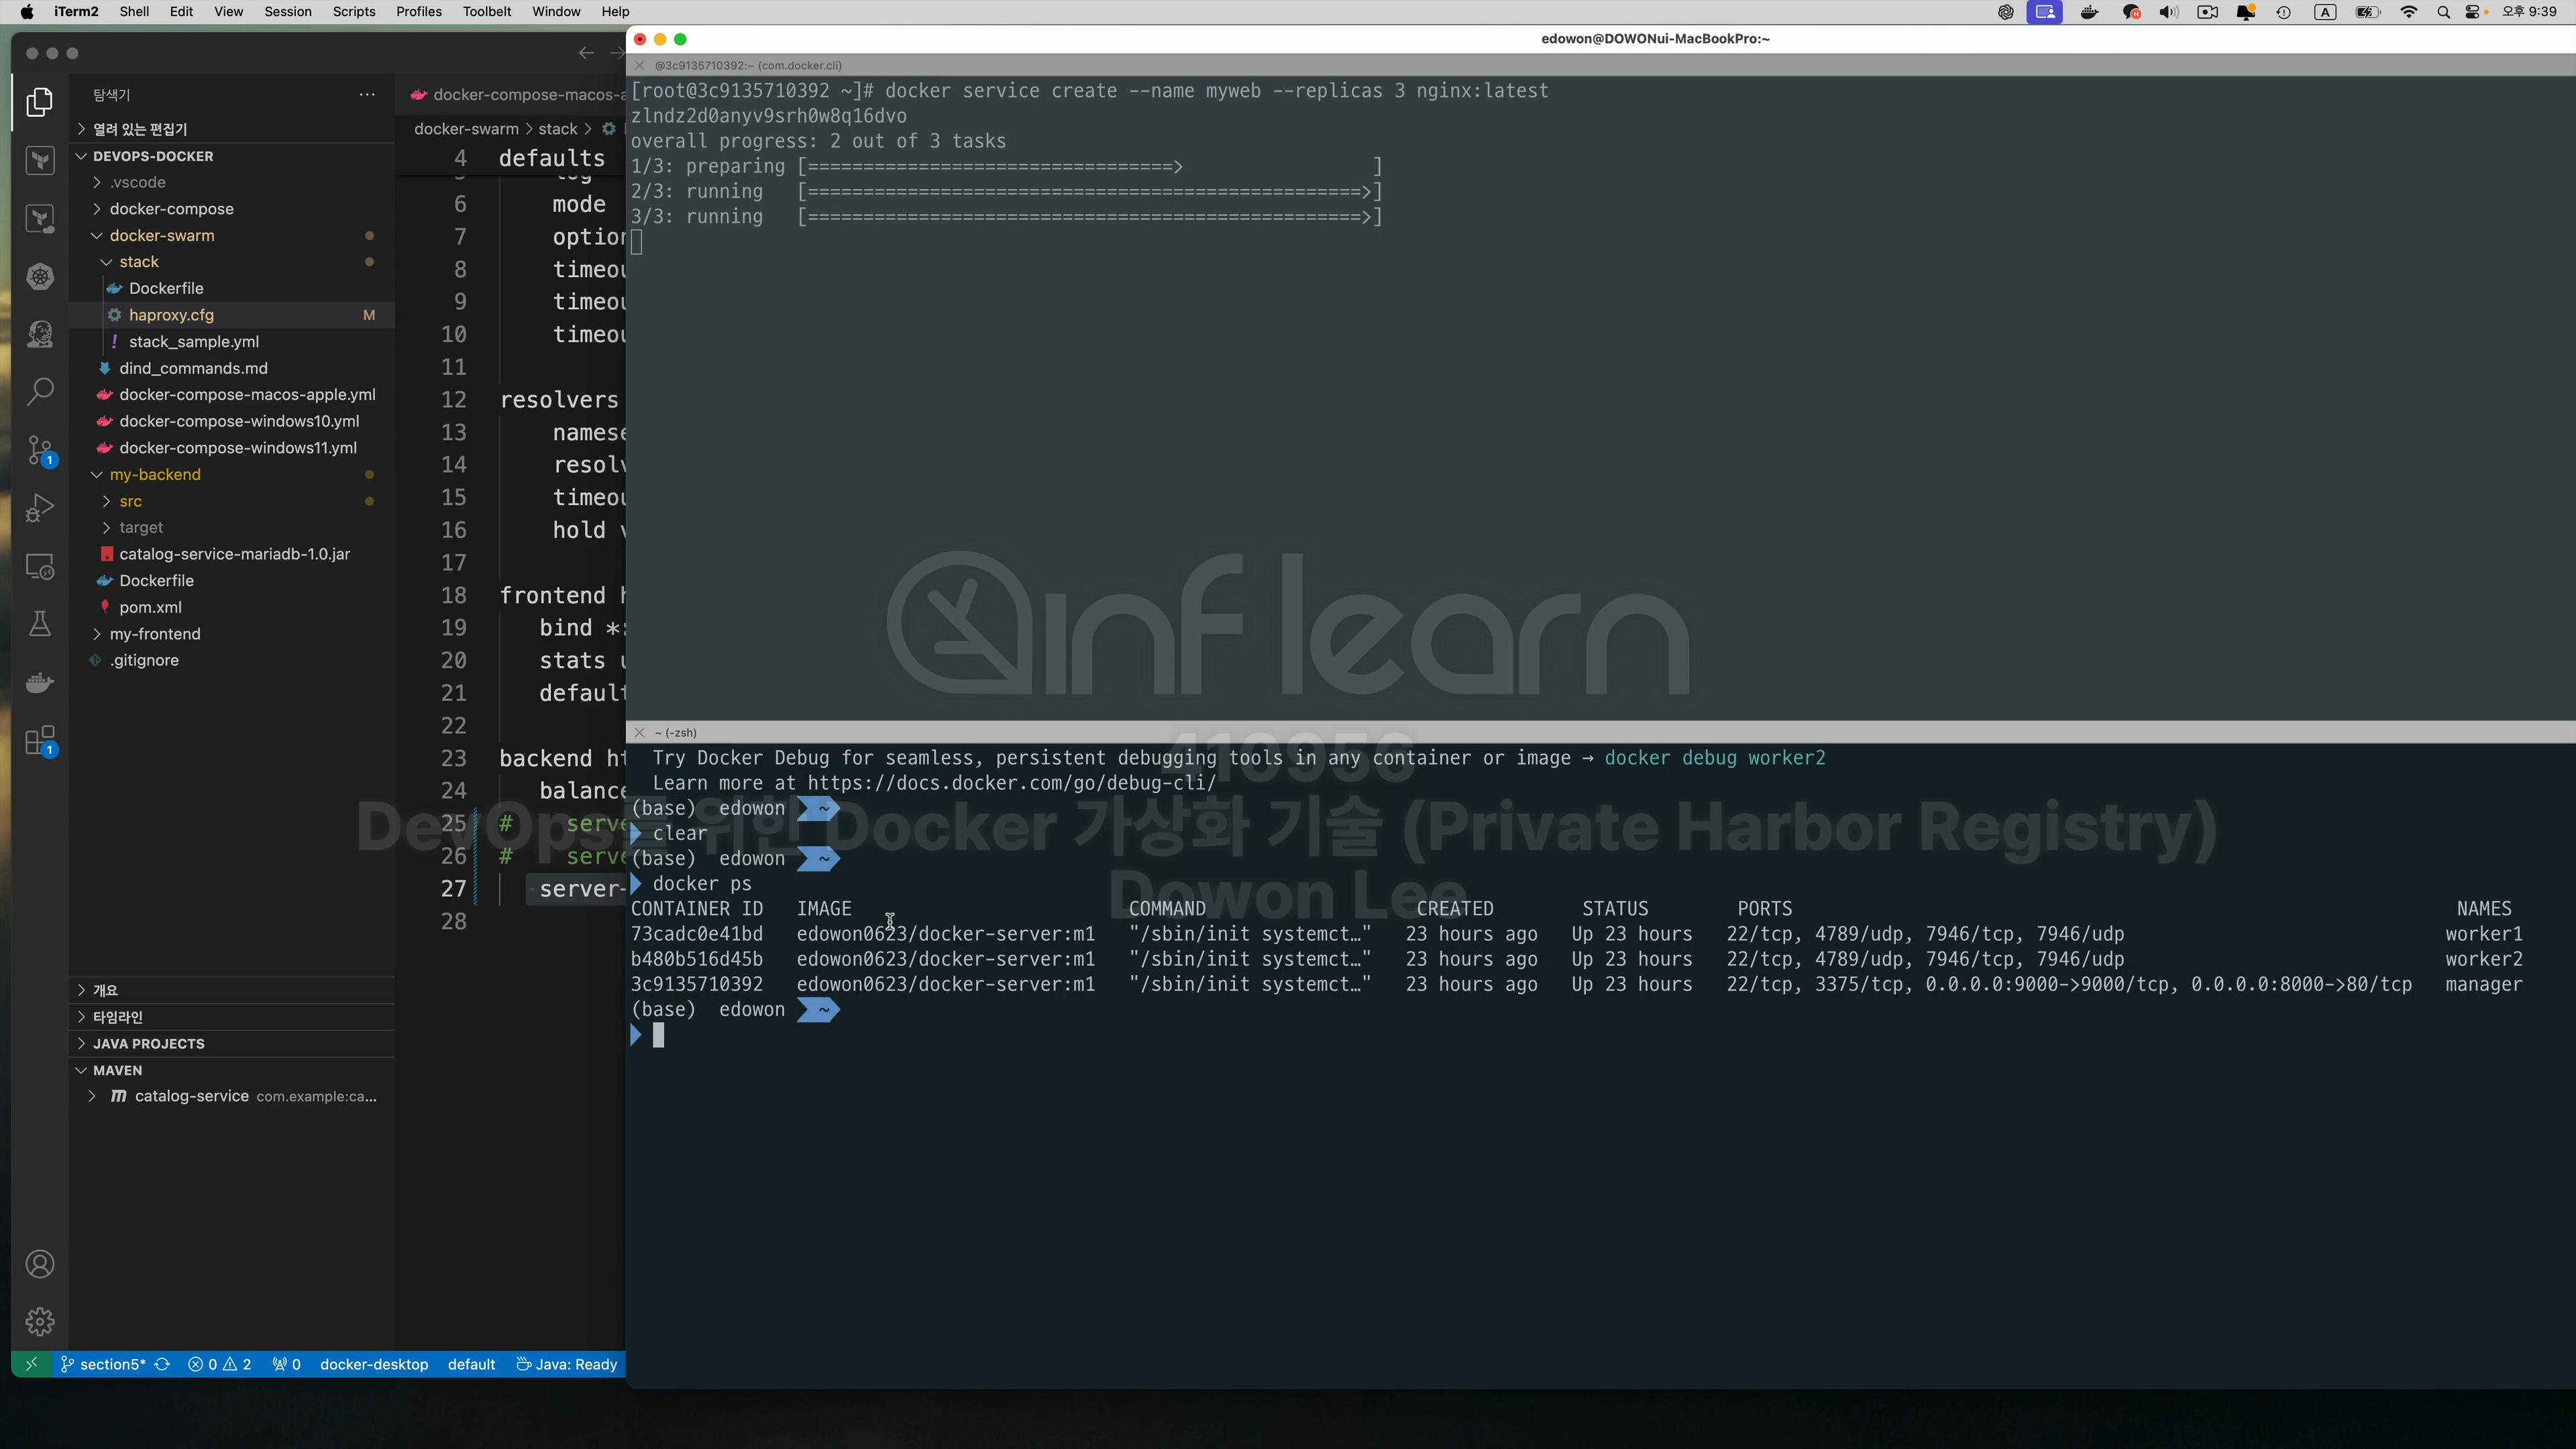 iTerm2 Shell Edit View Session Scripts Profiles Toolbelt Window Help
A 오후 9:39
탐색기
열려 있는 편집기
DEVOPS-DOCKER
.vscode
docker-compose
docker-swarm
stack
Dockerfile
haproxy.cfg M
stack_sample.yml
dind_commands.md
docker-compose-macos-apple.yml
docker-compose-windows10.yml
docker-compose-windows11.yml
my-backend
src
target
catalog-service-mariadb-1.0.jar
Dockerfile
pom.xml
my-frontend
.gitignore
개요
타임라인
JAVA PROJECTS
MAVEN
catalog-service com.example:ca...
1
1
section5* 0 2 0 docker-desktop default Java: Ready
docker-compose-macos-a
docker-swarm > stack >
4 defaults
6 mode
7 option
8
9
10
11
12 resolvers
13
14
15
16 hold
17
18 frontend
19 bind *:
20 stats
21
22
23 backend
24 balance
25 #
26 #
27 server-
28
edowon@DOWONui-MacBookPro:~
@3c9135710392:~ (com.docker.cli)
[root@3c9135710392 ~]# docker service create --name myweb --replicas 3 nginx:latest
zlndz2d0anyv9srh0w8q16dvo
overall progress: 2 out of 3 tasks
1/3: preparing [=================================>                 ]
2/3: running   [==================================================>]
3/3: running   [==================================================>]
inflearn
~ (-zsh)
410956
Try Docker Debug for seamless, persistent debugging tools in any container or image → docker debug worker2
Learn more at https://docs.docker.com/go/debug-cli/
(base) edowon ~
clear
DevOps를 위한 Docker 가상화 기술 (Private Harbor Registry)
(base) edowon ~
docker ps
Dowon Lee
CONTAINER ID IMAGE COMMAND CREATED STATUS PORTS NAMES
73cadc0e41bd edowon0623/docker-server:m1 "/sbin/init systemct…" 23 hours ago Up 23 hours 22/tcp, 4789/udp, 7946/tcp, 7946/udp worker1
b480b516d45b edowon0623/docker-server:m1 "/sbin/init systemct…" 23 hours ago Up 23 hours 22/tcp, 4789/udp, 7946/tcp, 7946/udp worker2
3c9135710392 edowon0623/docker-server:m1 "/sbin/init systemct…" 23 hours ago Up 23 hours 22/tcp, 3375/tcp, 0.0.0.0:9000->9000/tcp, 0.0.0.0:8000->80/tcp manager
(base) edowon ~